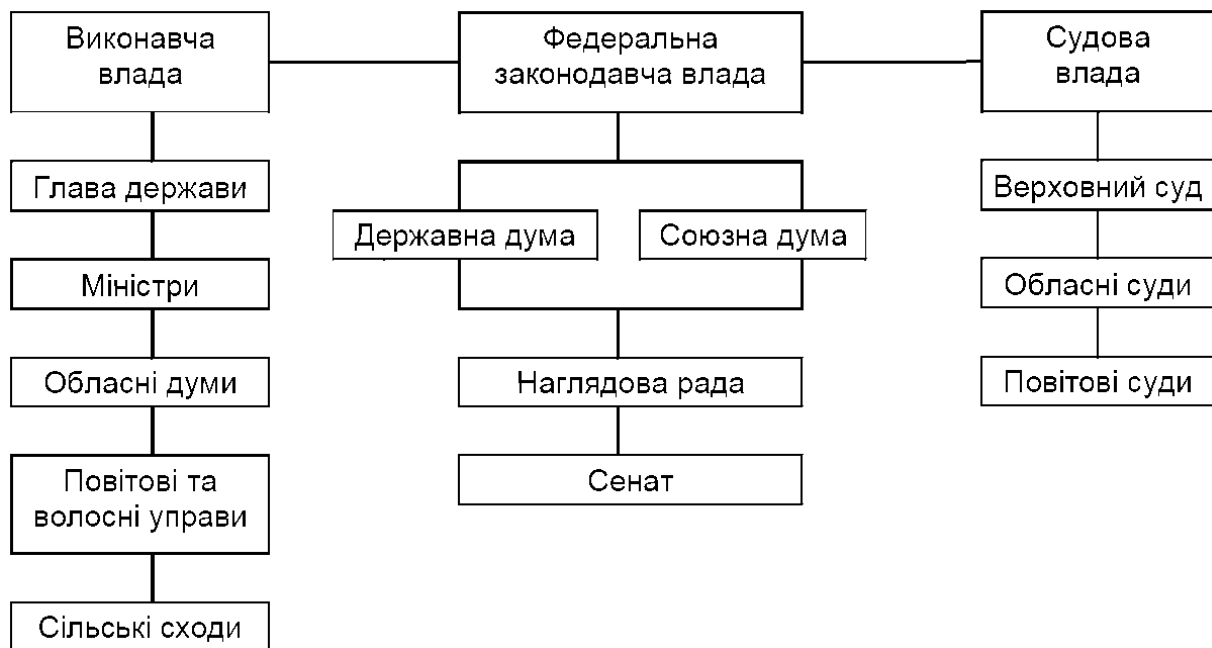 Виконавча
влада
Федеральна
законодавча влада
Судова
влада
Глава держави
Верховний суд
Державна дума
Союзна дума
Міністри
Обласні суди
Обласні думи
Наглядова рада
Повітові суди
Повітові та
волосні управи
Сенат
Сільські сходи